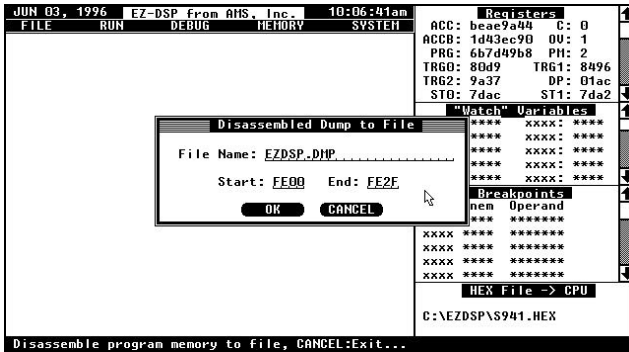 JUN 03, 1996 EZ-DSP from AMS, Inc. 10:06:41am
FILE RUN DEBUG MEMORY SYSTEM
Registers
ACC: beae9a44 C: 0
ACCB: 1d43ec90 OV: 1
PRG: 6b7d49b8 PM: 2
TRG0: 80d9 TRG1: 8496
TRG2: 9a37 DP: 01ac
ST0: 7dac ST1: 7da2
"Watch" Variables
**** xxxx: ****
**** xxxx: ****
**** xxxx: ****
**** xxxx: ****
Disassembled Dump to File
File Name: EZDSP.DMP
Start: FE00 End: FE2F
OK CANCEL
Breakpoints
nem Operand
**** *******
xxxx **** *******
xxxx **** *******
xxxx **** *******
xxxx **** *******
HEX File -> CPU
C:\EZDSP\S941.HEX
Disassemble program memory to file, CANCEL:Exit...